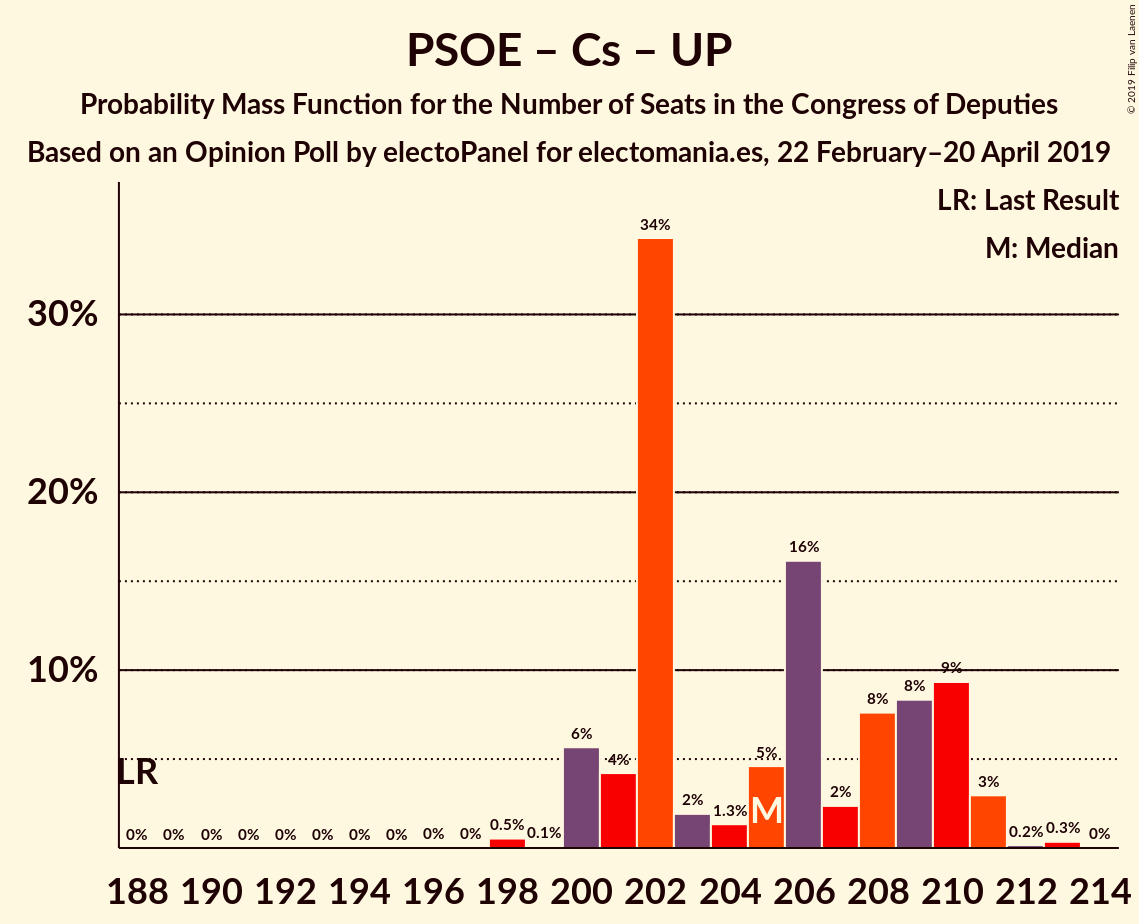 PSOE – Cs – UP
Probability Mass Function for the Number of Seats in the Congress of Deputies
Based on an Opinion Poll by electoPanel for electomania.es, 22 February–20 April 2019
© 2019 Filip van Laenen
LR: Last Result
M: Median
34%
30%
20%
16%
10%
9%
8%
8%
6%
5%
4%
3%
LR
M
0% 0% 0% 0% 0% 0% 0% 0% 0% 0% 0.5% 0.1% 2% 1.3% 2% 0.2% 0.3% 0%
188 190 192 194 196 198 200 202 204 206 208 210 212 214